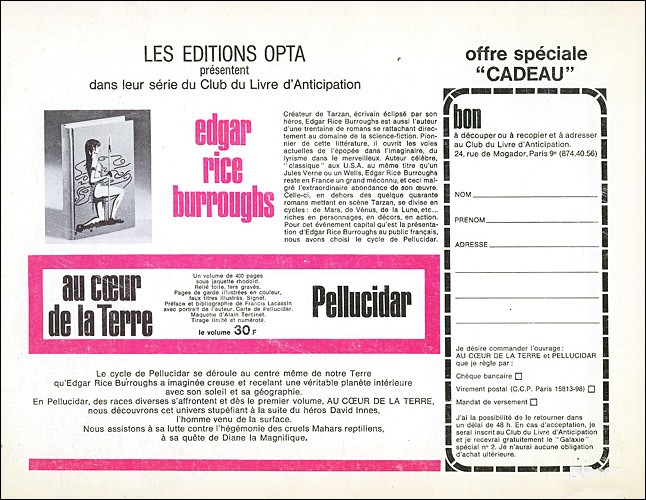 LES EDITIONS OPTA
présentent
dans leur série du Club du Livre d'Anticipation
edgar
rice
burroughs
Créateur de Tarzan, écrivain éclipsé par son
héros, Edgar Rice Burroughs est aussi l'auteur
d'une trentaine de romans se rattachant direc-
tement au domaine de la science-fiction. Pion-
nier de cette littérature, il ouvrit les voies
actuelles de l'épopée dans l'imaginaire, du
lyrisme dans le merveilleux. Auteur célèbre,
"classique" aux U.S.A. au même titre qu'un
Jules Verne ou un Wells, Edgar Rice Burroughs
reste en France un grand méconnu, et ceci mal-
gré l'extraordinaire abondance de son œuvre.
Celle-ci, en dehors des quelque quarante
romans mettant en scène Tarzan, se divise en
cycles : de Mars, de Vénus, de la Lune, etc...
riches en personnages, en décors, en action.
Pour cet événement capital qu'est la présenta-
tion d'Edgar Rice Burroughs au public français,
nous avons choisi le cycle de Pellucidar.
au cœur
de la Terre
Un volume de 400 pages
sous jaquette rhodoïd.
Relié toile, fers gravés.
Pages de garde illustrées en couleur,
faux titres illustrés. Signet.
Préface et bibliographie de Francis Lacassin
avec portrait de l'auteur. Carte de Pellucidar.
Maquette d'Alain Tercinet.
Tirage limité et numéroté.
le volume 30 F
Pellucidar
Le cycle de Pellucidar se déroule au centre même de notre Terre
qu'Edgar Rice Burroughs a imaginée creuse et recelant une véritable planète intérieure
avec son soleil et sa géographie.
En Pellucidar, des races diverses s'affrontent et dès le premier volume, AU CŒUR DE LA TERRE,
nous découvrons cet univers stupéfiant à la suite du héros David Innes,
l'homme venu de la surface.
Nous assistons à sa lutte contre l'hégémonie des cruels Mahars reptiliens,
à sa quête de Diane la Magnifique.
offre spéciale
"CADEAU"
bon
à découper ou à recopier et à adresser
au Club du Livre d'Anticipation.
24, rue de Mogador, Paris 9e (874.40.56)
NOM
PRENOM
ADRESSE
Je désire commander l'ouvrage :
AU CŒUR DE LA TERRE et PELLUCIDAR
que je règle par :
Chèque bancaire
Virement postal (C.C.P. Paris 15813-98)
Mandat de versement
J'ai la possibilité de le retourner dans
un délai de 48 h. En cas d'acceptation, je
serai inscrit au Club du Livre d'Anticipation
et je recevrai gratuitement le "Galaxie"
spécial n° 2. Je n'aurai aucune obligation
d'achat ultérieure.